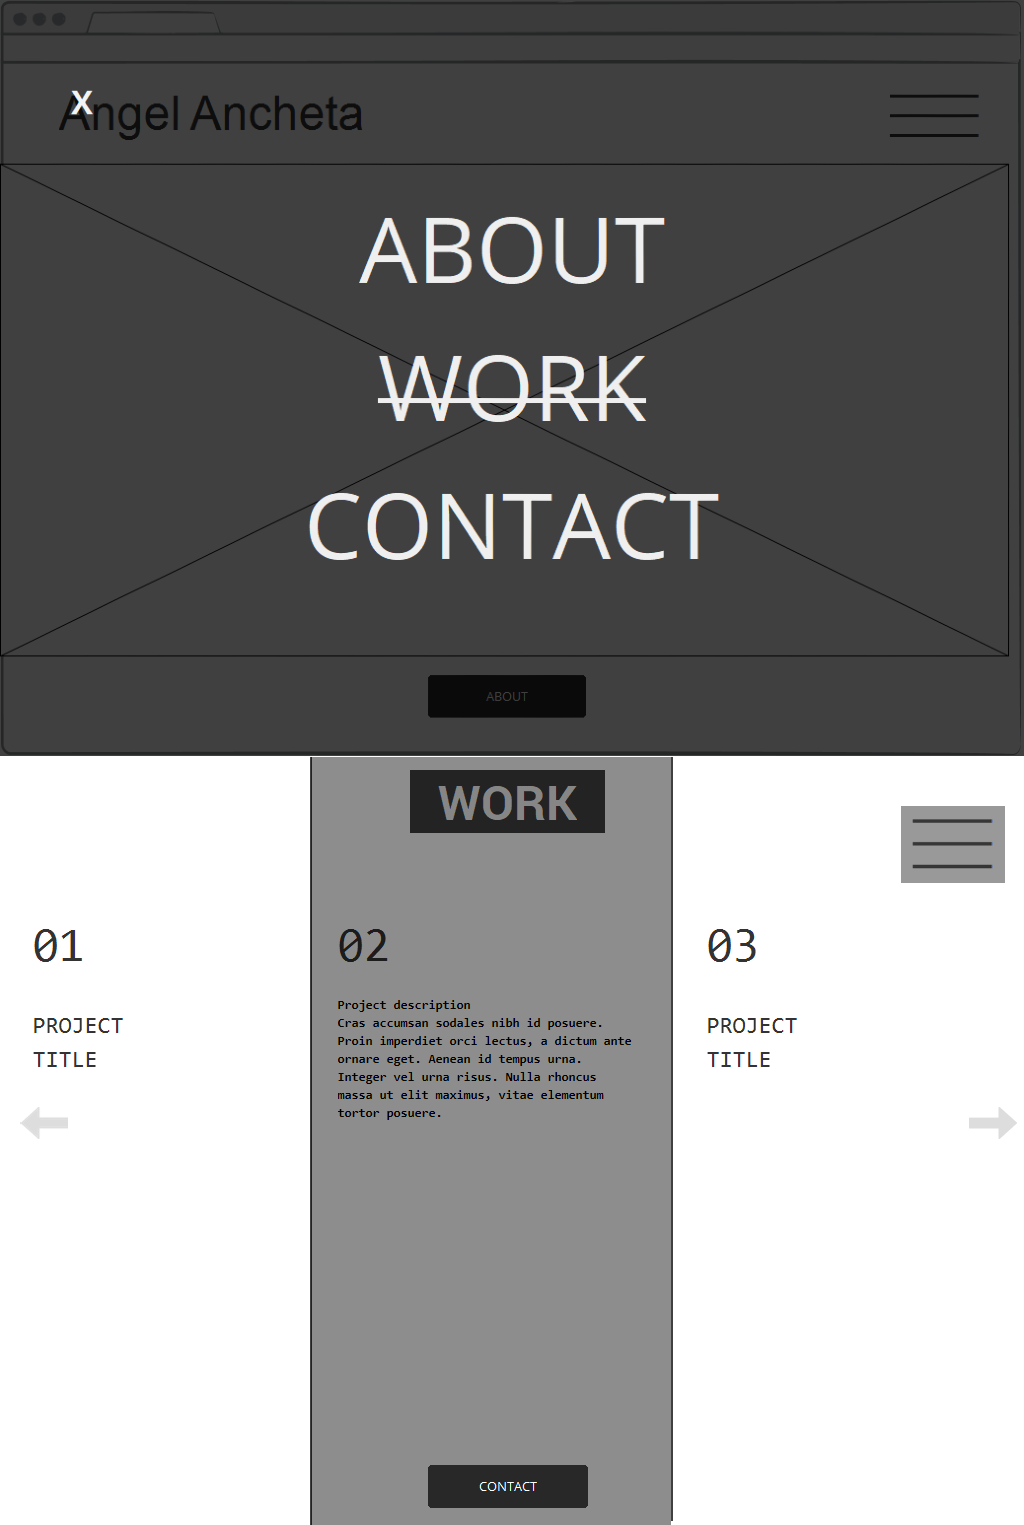 X
Angel Ancheta
ABOUT
WORK
CONTACT
ABOUT
WORK
01
PROJECT
TITLE
02
Project description
Cras accumsan sodales nibh id posuere.
Proin imperdiet orci lectus, a dictum ante
ornare eget. Aenean id tempus urna.
Integer vel urna risus. Nulla rhoncus
massa ut elit maximus, vitae elementum
tortor posuere.
03
PROJECT
TITLE
CONTACT